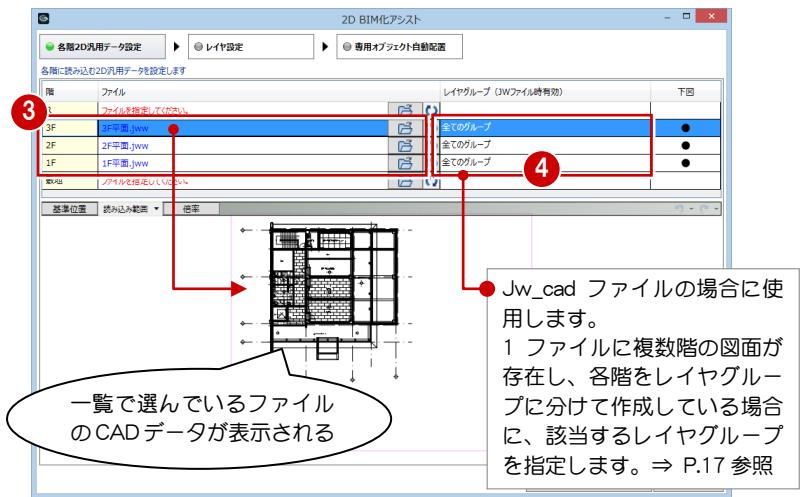 2D BIM化アシスト
各階2D汎用データ設定
レイヤ設定
専用オブジェクト自動配置
各階に読み込む2D汎用データを設定します
階 ファイル レイヤグループ（JWファイル時有効） 下図
3
R ファイルを指定してください。
3F 3F平面.jww 全てのグループ ●
2F 2F平面.jww 全てのグループ ●
1F 1F平面.jww 全てのグループ ●
4
敷地 ファイルを指定してください。
基準位置 読み込み範囲 倍率
Jw_cad ファイルの場合に使
用します。
1 ファイルに複数階の図面が
存在し、各階をレイヤグルー
プに分けて作成している場合
に、該当するレイヤグループ
を指定します。⇒ P.17 参照
一覧で選んでいるファイル
のCADデータが表示される